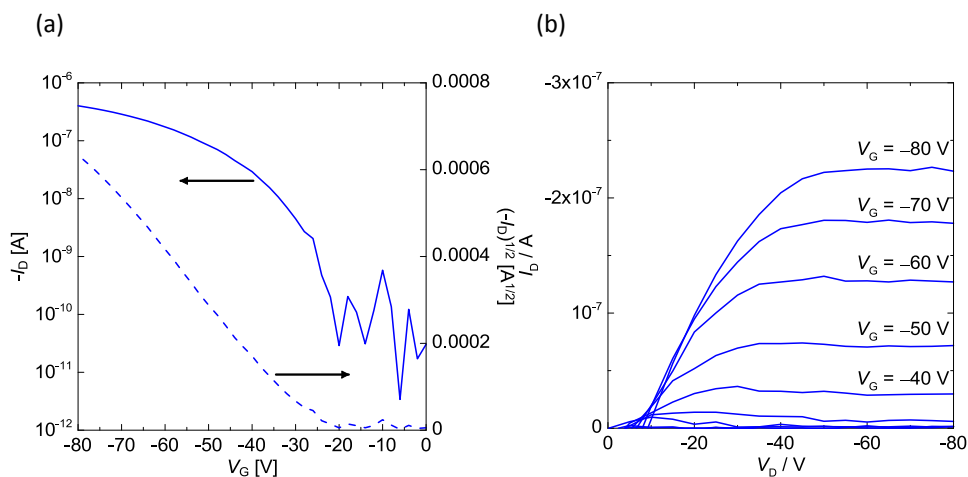 (a)
10⁻⁶
10⁻⁷
10⁻⁸
10⁻⁹
10⁻¹⁰
10⁻¹¹
10⁻¹²
-I_D [A]
-80 -70 -60 -50 -40 -30 -20 -10 0
V_G [V]
0.0008
0.0006
0.0004
0.0002
0
(-I_D)^{1/2} [A^{1/2}]
(b)
I_D / A
-3x10⁻⁷
-2x10⁻⁷
-10⁻⁷
0
V_G = –80 V
V_G = –70 V
V_G = –60 V
V_G = –50 V
V_G = –40 V
0 -20 -40 -60 -80
V_D / V